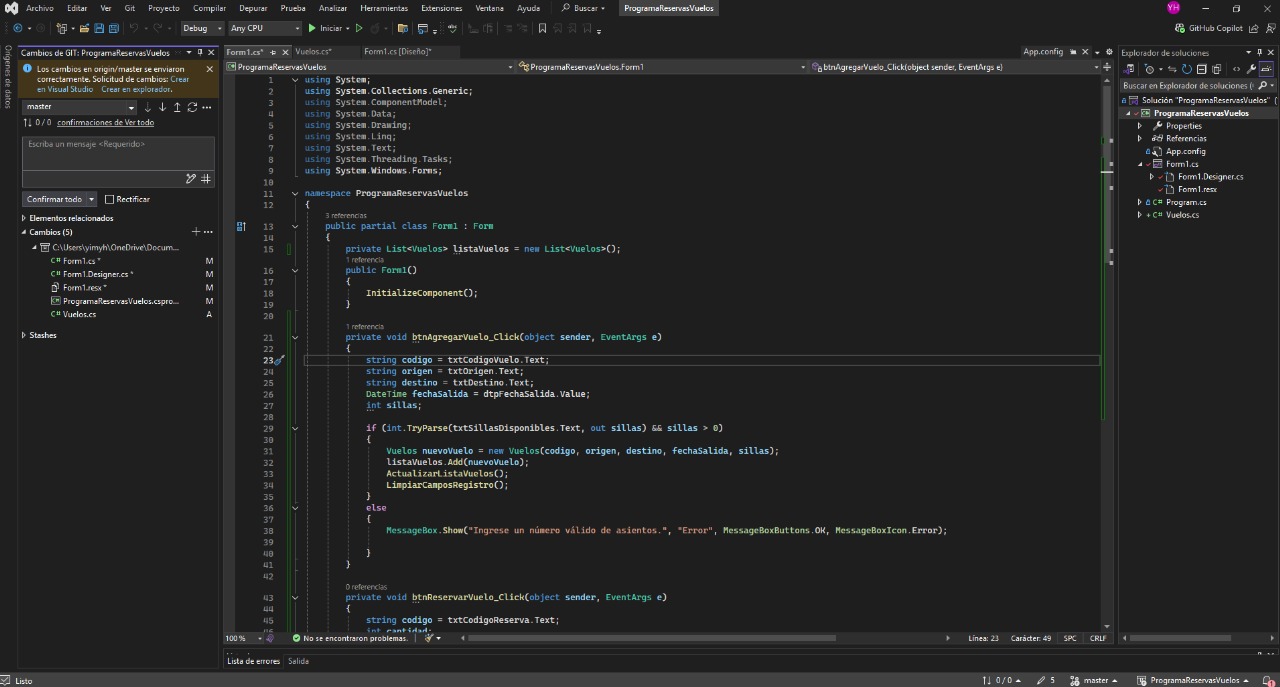 Archivo Editar Ver Git Proyecto Compilar Depurar Prueba Analizar Herramientas Extensiones Ventana Ayuda Buscar ProgramaReservasVuelos YH
Debug Any CPU Iniciar GitHub Copilot
Orígenes de datos
Cambios de GIT: ProgramaReservasVuelos
Los cambios en origin/master se enviaron
correctamente. Solicitud de cambios: Crear
en Visual Studio Crear en explorador.
master
0 / 0 confirmaciones de Ver todo
Escriba un mensaje <Requerido>
Confirmar todo Rectificar
Elementos relacionados
Cambios (5)
C:\Users\yimyh\OneDrive\Docum...
Form1.cs * M
Form1.Designer.cs * M
Form1.resx * M
ProgramaReservasVuelos.cspro... M
Vuelos.cs A
Stashes
Form1.cs* Vuelos.cs* Form1.cs [Diseño]* App.config
ProgramaReservasVuelos ProgramaReservasVuelos.Form1 btnAgregarVuelo_Click(object sender, EventArgs e)
1 using System;
2 using System.Collections.Generic;
3 using System.ComponentModel;
4 using System.Data;
5 using System.Drawing;
6 using System.Linq;
7 using System.Text;
8 using System.Threading.Tasks;
9 using System.Windows.Forms;
10
11 namespace ProgramaReservasVuelos
12 {
3 referencias
13 public partial class Form1 : Form
14 {
15 private List<Vuelos> listaVuelos = new List<Vuelos>();
1 referencia
16 public Form1()
17 {
18 InitializeComponent();
19 }
20
1 referencia
21 private void btnAgregarVuelo_Click(object sender, EventArgs e)
22 {
23 string codigo = txtCodigoVuelo.Text;
24 string origen = txtOrigen.Text;
25 string destino = txtDestino.Text;
26 DateTime fechaSalida = dtpFechaSalida.Value;
27 int sillas;
28
29 if (int.TryParse(txtSillasDisponibles.Text, out sillas) && sillas > 0)
30 {
31 Vuelos nuevoVuelo = new Vuelos(codigo, origen, destino, fechaSalida, sillas);
32 listaVuelos.Add(nuevoVuelo);
33 ActualizarListaVuelos();
34 LimpiarCamposRegistro();
35 }
36 else
37 {
38 MessageBox.Show("Ingrese un número válido de asientos.", "Error", MessageBoxButtons.OK, MessageBoxIcon.Error);
39
40 }
41 }
42
0 referencias
43 private void btnReservarVuelo_Click(object sender, EventArgs e)
44 {
45 string codigo = txtCodigoReserva.Text;
46 int cantidad;
100 % No se encontraron problemas. Línea: 23 Carácter: 49 SPC CRLF
Lista de errores Salida
Explorador de soluciones
Buscar en Explorador de soluciones (
Solución "ProgramaReservasVuelos" (
ProgramaReservasVuelos
Properties
Referencias
App.config
Form1.cs
Form1.Designer.cs
Form1.resx
Program.cs
Vuelos.cs
Listo 0 / 0 5 master ProgramaReservasVuelos